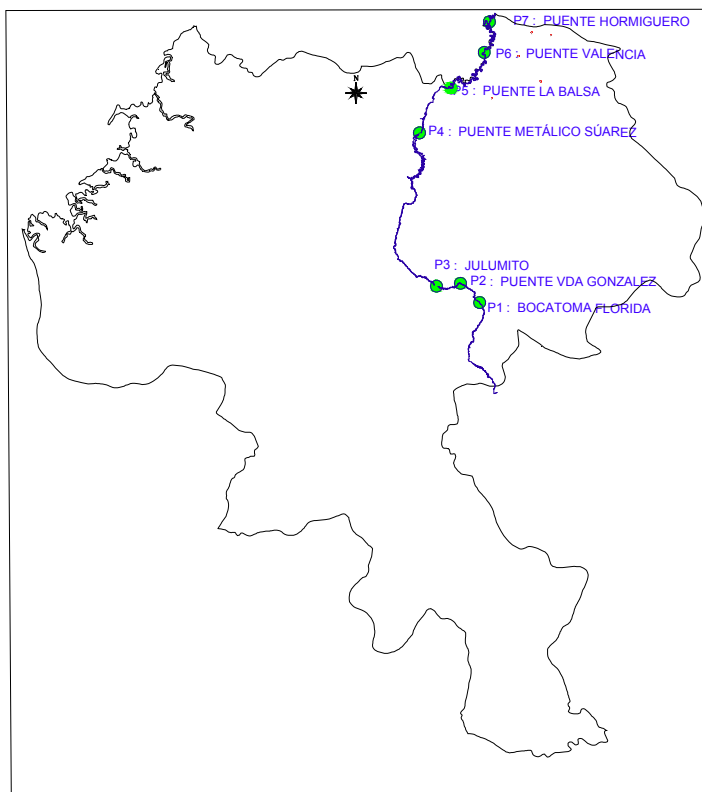 P7 : PUENTE HORMIGUERO
P6 : PUENTE VALENCIA
N
P5 : PUENTE LA BALSA
P4 : PUENTE METÁLICO SÚAREZ
P3 : JULUMITO
P2 : PUENTE VDA GONZALEZ
P1 : BOCATOMA FLORIDA